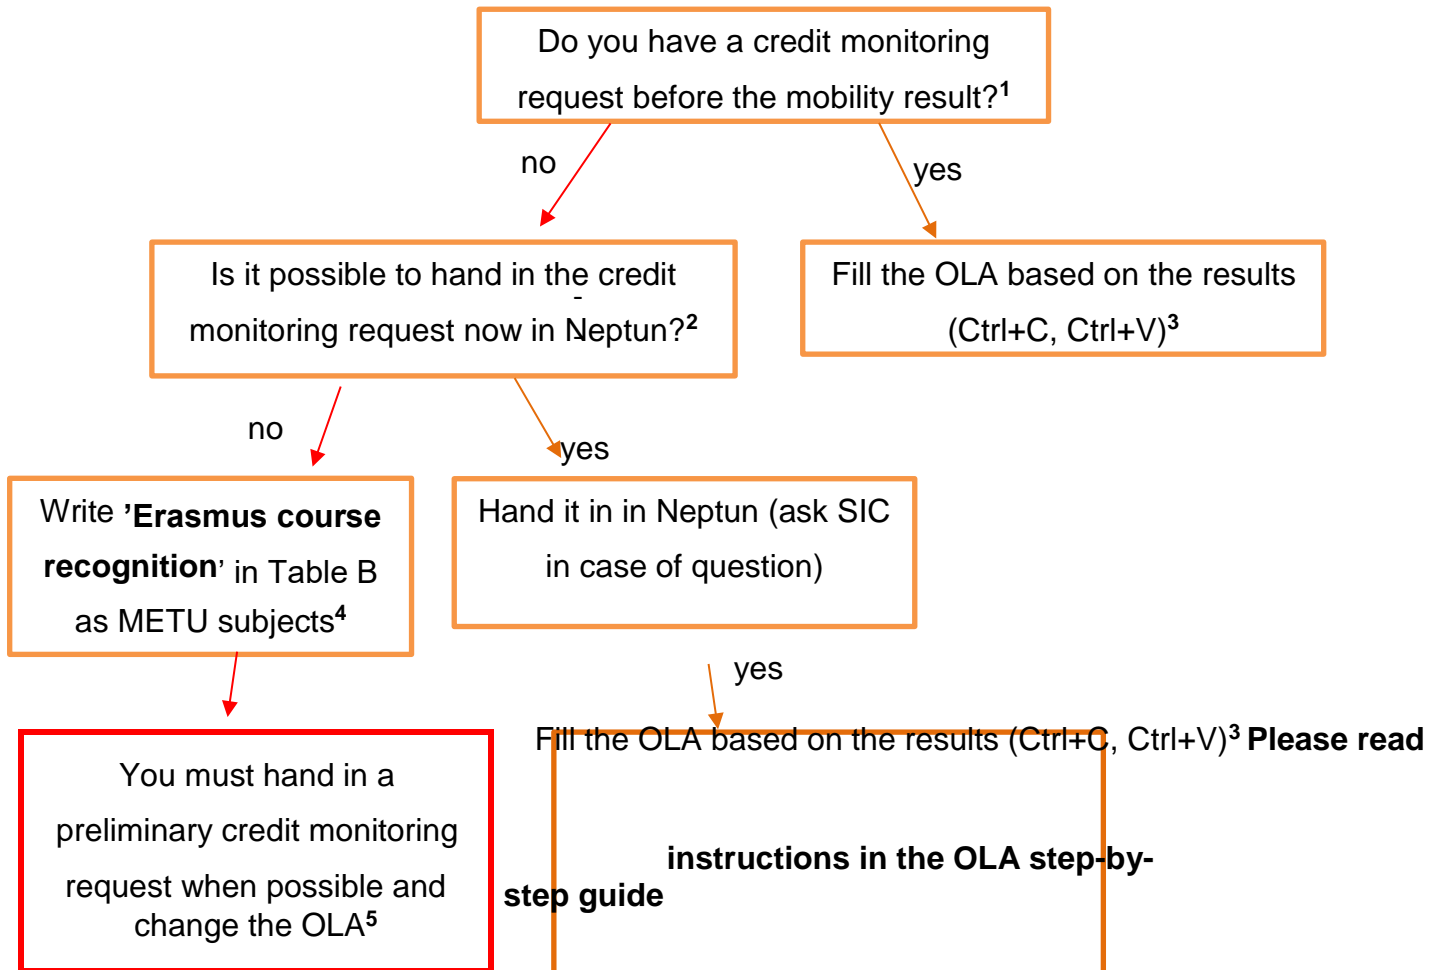 Do you have a credit monitoring
request before the mobility result?1
no
yes
Is it possible to hand in the credit
monitoring request now in Neptun?2
Fill the OLA based on the results
(Ctrl+C, Ctrl+V)3
no
yes
Write ’Erasmus course
recognition’ in Table B
as METU subjects4
Hand it in in Neptun (ask SIC
in case of question)
yes
You must hand in a
preliminary credit monitoring
request when possible and
change the OLA5
Fill the OLA based on the results (Ctrl+C, Ctrl+V)3 Please read
instructions in the OLA step-by-
step guide